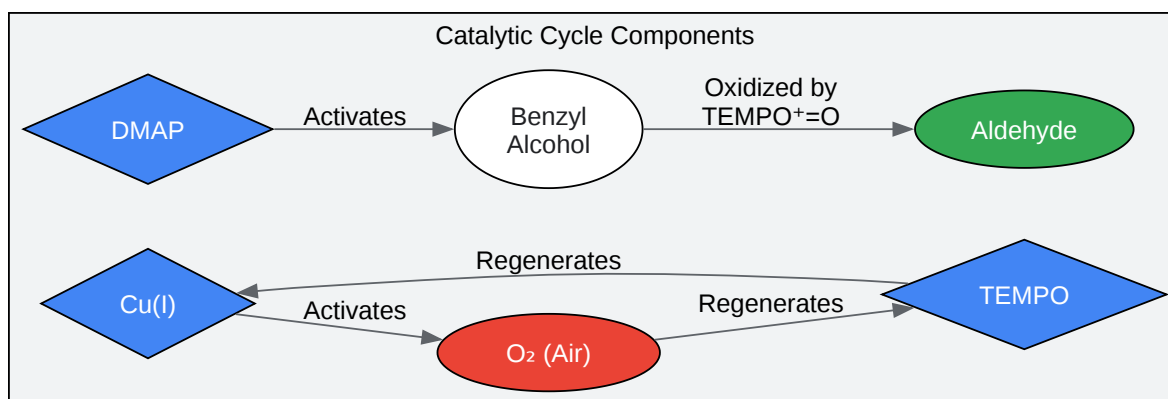 Catalytic Cycle Components
DMAP
Activates
Benzyl
Alcohol
Oxidized by
TEMPO⁺=O
Aldehyde
Regenerates
Cu(I)
Activates
O₂ (Air)
Regenerates
TEMPO